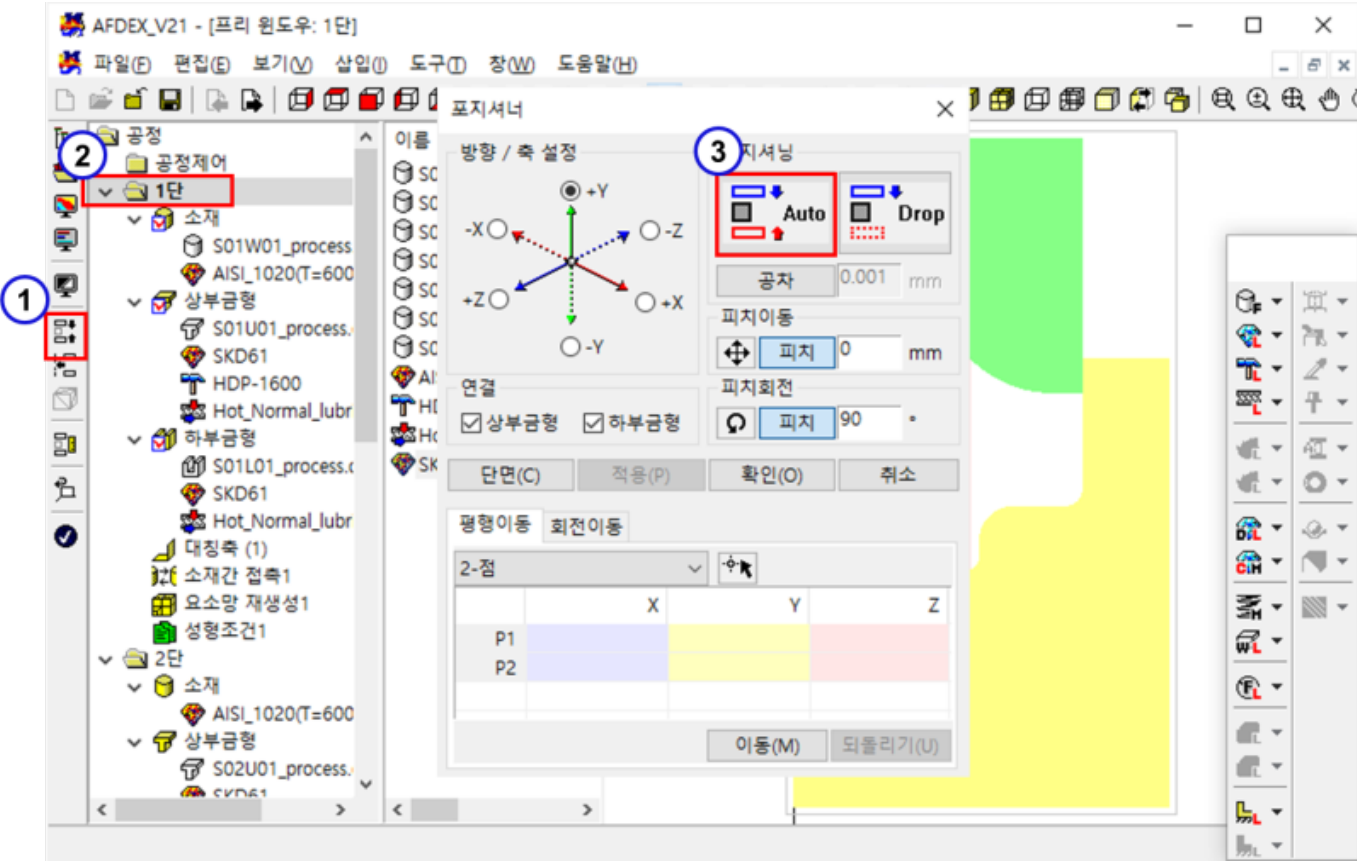 AFDEX_V21 - [프리 윈도우: 1단]
파일(F) 편집(E) 보기(V) 삽입(I) 도구(T) 창(W) 도움말(H)
1
2
3
공정
공정제어
1단
소재
S01W01_process
AISI_1020(T=600
상부금형
S01U01_process.
SKD61
HDP-1600
Hot_Normal_lubr
하부금형
S01L01_process.
SKD61
Hot_Normal_lubr
대칭축 (1)
소재간 접촉1
요소망 재생성1
성형조건1
2단
소재
AISI_1020(T=600
상부금형
S02U01_process.
SKD61
이름
포지셔너
방향 / 축 설정
+Y
-X
-Z
+Z
+X
-Y
연결
상부금형
하부금형
지셔닝
Auto
Drop
공차
0.001 mm
피치이동
피치
0 mm
피치회전
피치
90 °
단면(C)
적용(P)
확인(O)
취소
평행이동
회전이동
2-점
X Y Z
P1
P2
이동(M)
되돌리기(U)